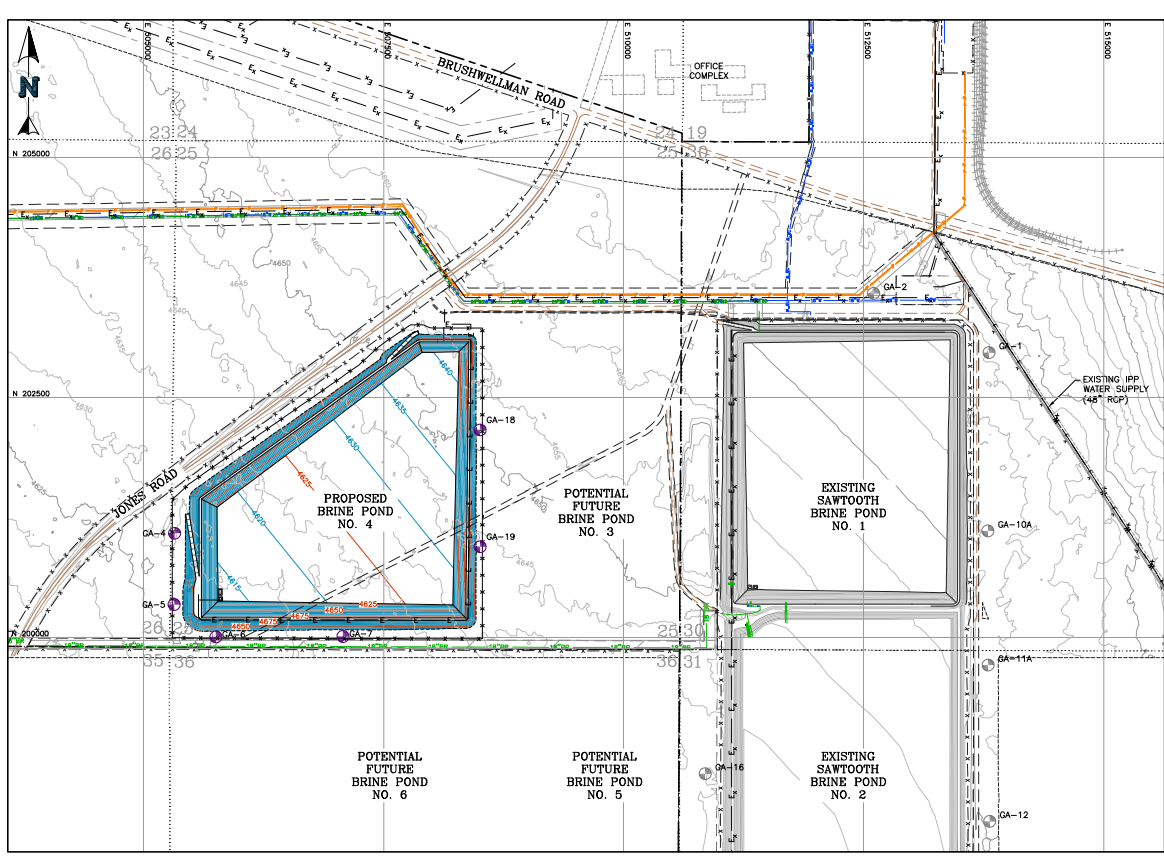 E 505000
E 507500
E 510000
E 512500
E 515000
N
BRUSHWELLMAN ROAD
OFFICE
COMPLEX
23 24
26 25
24 19
25 30
N 205000
4660
4650
4645
4640
4635
4630
GA-2
GA-1
EXISTING IPP
WATER SUPPLY
(48" RCP)
N 202500
4640
4635
4630
4625
4620
4615
GA-18
JONES ROAD
4625
PROPOSED
BRINE POND
NO. 4
POTENTIAL
FUTURE
BRINE POND
NO. 3
EXISTING
SAWTOOTH
BRINE POND
NO. 1
GA-4
GA-19
GA-10A
4645
GA-5
4625
4650
4675
4675
4650
N 200000
GA-6
GA-7
26 25
35 36
25 30
36 31
GA-11A
POTENTIAL
FUTURE
BRINE POND
NO. 6
POTENTIAL
FUTURE
BRINE POND
NO. 5
EXISTING
SAWTOOTH
BRINE POND
NO. 2
GA-16
GA-12